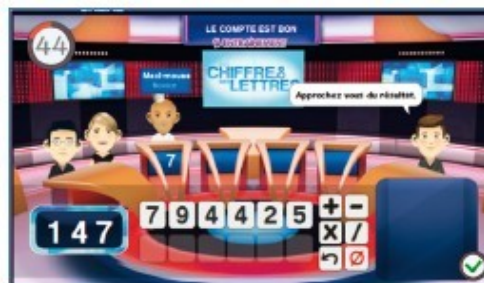 LE COMPTE EST BON
44
CHIFFRES
LETTRES
Approchez vous du résultat.
7
7 9 4 4 2 5 + -
X /
147